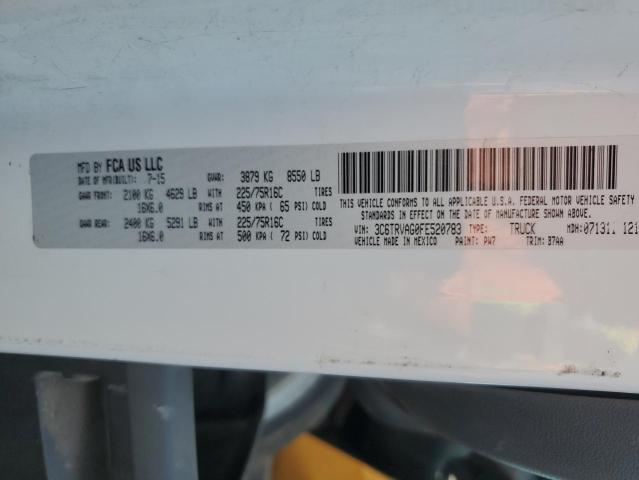 MFD BY FCA US LLC
DATE OF MFR(BUILT): 7-15 GVWR: 3879 KG 8550 LB
GAWR FRONT: 2100 KG 4629 LB WITH 225/75R16C TIRES
16X6.0 RIMS AT 450 KPA ( 65 PSI) COLD
GAWR REAR: 2400 KG 5291 LB WITH 225/75R16C TIRES
16X6.0 RIMS AT 500 KPA ( 72 PSI) COLD
THIS VEHICLE CONFORMS TO ALL APPLICABLE U.S.A. FEDERAL MOTOR VEHICLE SAFETY
STANDARDS IN EFFECT ON THE DATE OF MANUFACTURE SHOWN ABOVE.
VIN: 3C6TRVAG0FE520783 TYPE: TRUCK MDH: 071311 121
VEHICLE MADE IN MEXICO PAINT: PW7 TRIM: B7AA